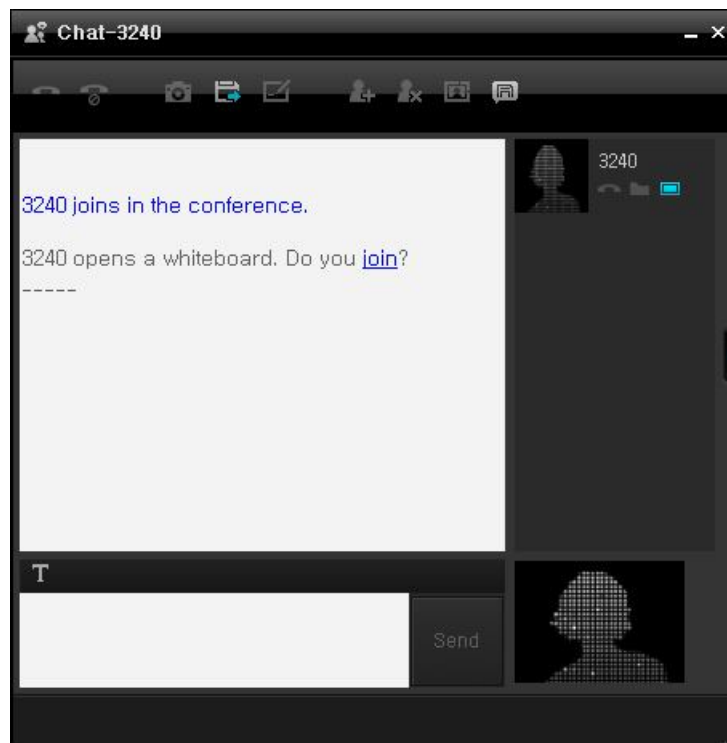 Chat-3240
3240
3240 joins in the conference.
3240 opens a whiteboard. Do you join?
-----
T
Send